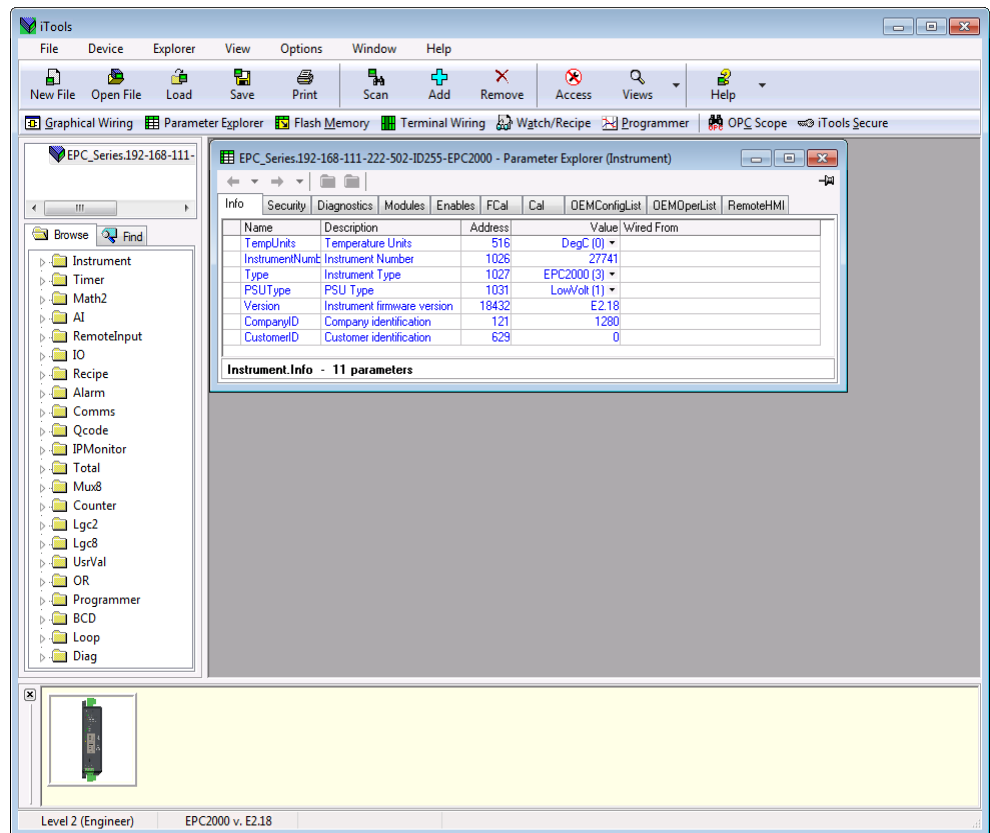 iTools
File Device Explorer View Options Window Help
New File Open File Load Save Print Scan Add Remove Access Views Help
Graphical Wiring Parameter Explorer Flash Memory Terminal Wiring Watch/Recipe Programmer OPC Scope iTools Secure
EPC_Series.192-168-111-
Browse Find
Instrument
Timer
Math2
AI
RemoteInput
IO
Recipe
Alarm
Comms
Qcode
IPMonitor
Total
Mux8
Counter
Lgc2
Lgc8
UsrVal
OR
Programmer
BCD
Loop
Diag
EPC_Series.192-168-111-222-502-ID255-EPC2000 - Parameter Explorer (Instrument)
Info Security Diagnostics Modules Enables FCal Cal OEMConfigList OEMOperList RemoteHMI
Name Description Address Value Wired From
TempUnits Temperature Units 516 DegC (0)
InstrumentNumb Instrument Number 1026 27741
Type Instrument Type 1027 EPC2000 (3)
PSUType PSU Type 1031 LowVolt (1)
Version Instrument firmware version 18432 E2.18
CompanyID Company identification 121 1280
CustomerID Customer identification 629 0
Instrument.Info - 11 parameters
Level 2 (Engineer) EPC2000 v. E2.18